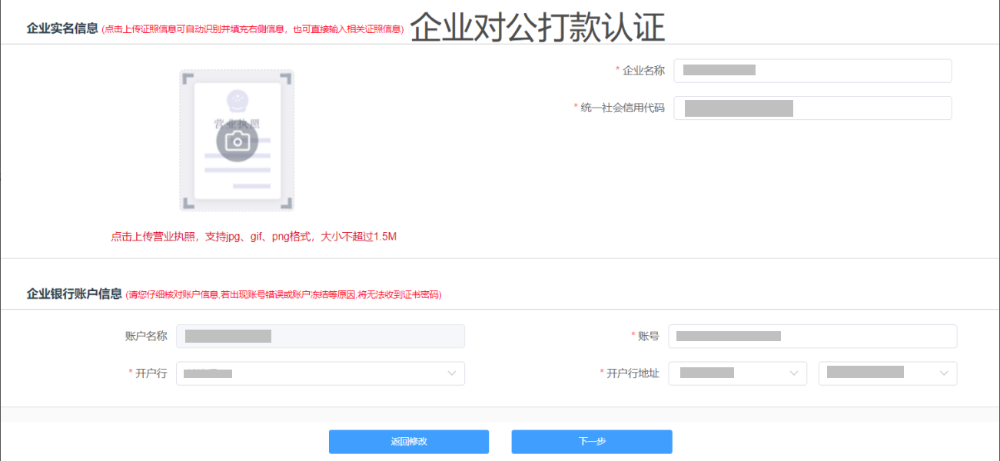 企业实名信息 (点击上传证照信息可自动识别并填充右侧信息，也可直接输入相关证照信息) 企业对公打款认证
* 企业名称
* 统一社会信用代码
营业执照
点击上传营业执照，支持jpg、gif、png格式，大小不超过1.5M
企业银行账户信息 (请您仔细核对账户信息,若出现账号错误或账户冻结等原因,将无法收到证书密码)
账户名称 * 账号
* 开户行 * 开户行地址
返回修改 下一步